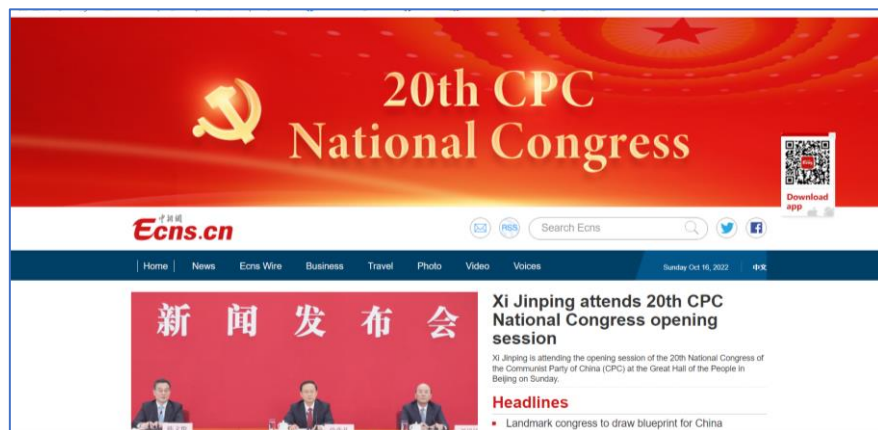 20th CPC
National Congress
Download
app
中新网
Ecns.cn
RSS
Search Ecns
Home
News
Ecns Wire
Business
Travel
Photo
Video
Voices
Sunday Oct 16, 2022
中文
新闻发布会
Xi Jinping attends 20th CPC
National Congress opening
session
XI Jinping is attending the opening session of the 20th National Congress of
the Communist Party of China (CPC) at the Great Hall of the People in
Beijing on Sunday.
Headlines
Landmark congress to draw blueprint for China